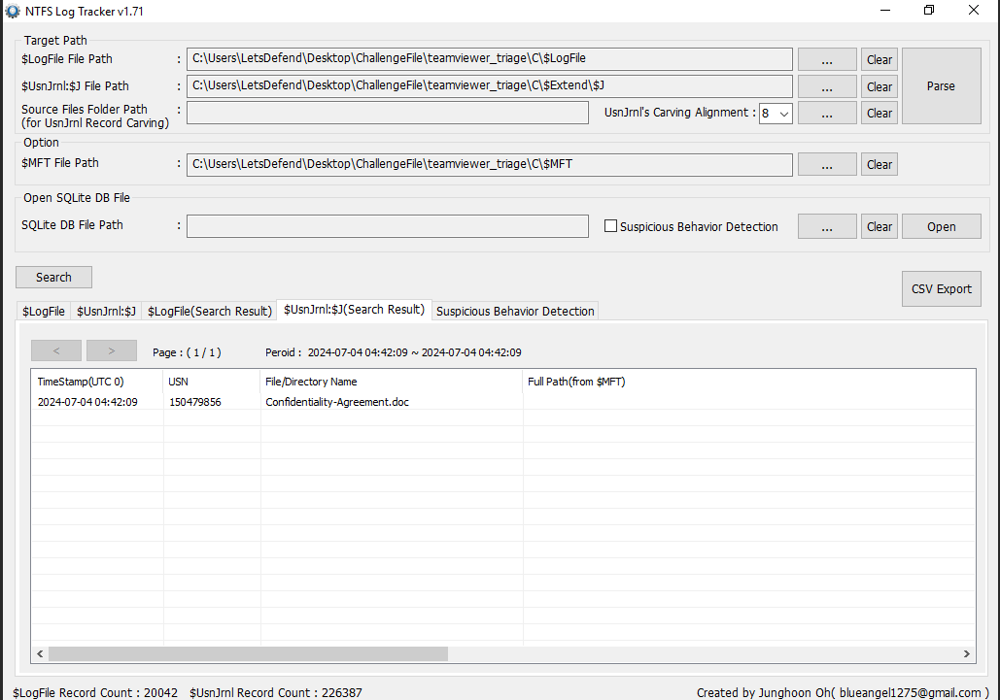 NTFS Log Tracker v1.71
Target Path
$LogFile File Path : C:\Users\LetsDefend\Desktop\ChallengeFile\teamviewer_triage\C\$LogFile ... Clear
$UsnJrnl:$J File Path : C:\Users\LetsDefend\Desktop\ChallengeFile\teamviewer_triage\C\$Extend\$J ... Clear Parse
Source Files Folder Path : UsnJrnl's Carving Alignment : 8 ... Clear
(for UsnJrnl Record Carving)
Option
$MFT File Path : C:\Users\LetsDefend\Desktop\ChallengeFile\teamviewer_triage\C\$MFT ... Clear
Open SQLite DB File
SQLite DB File Path : Suspicious Behavior Detection ... Clear Open
Search
CSV Export
$LogFile $UsnJrnl:$J $LogFile(Search Result) $UsnJrnl:$J(Search Result) Suspicious Behavior Detection
< > Page : ( 1 / 1 ) Peroid : 2024-07-04 04:42:09 ~ 2024-07-04 04:42:09
TimeStamp(UTC 0) USN File/Directory Name Full Path(from $MFT)
2024-07-04 04:42:09 150479856 Confidentiality-Agreement.doc
$LogFile Record Count : 20042 $UsnJrnl Record Count : 226387 Created by Junghoon Oh( blueangel1275@gmail.com )